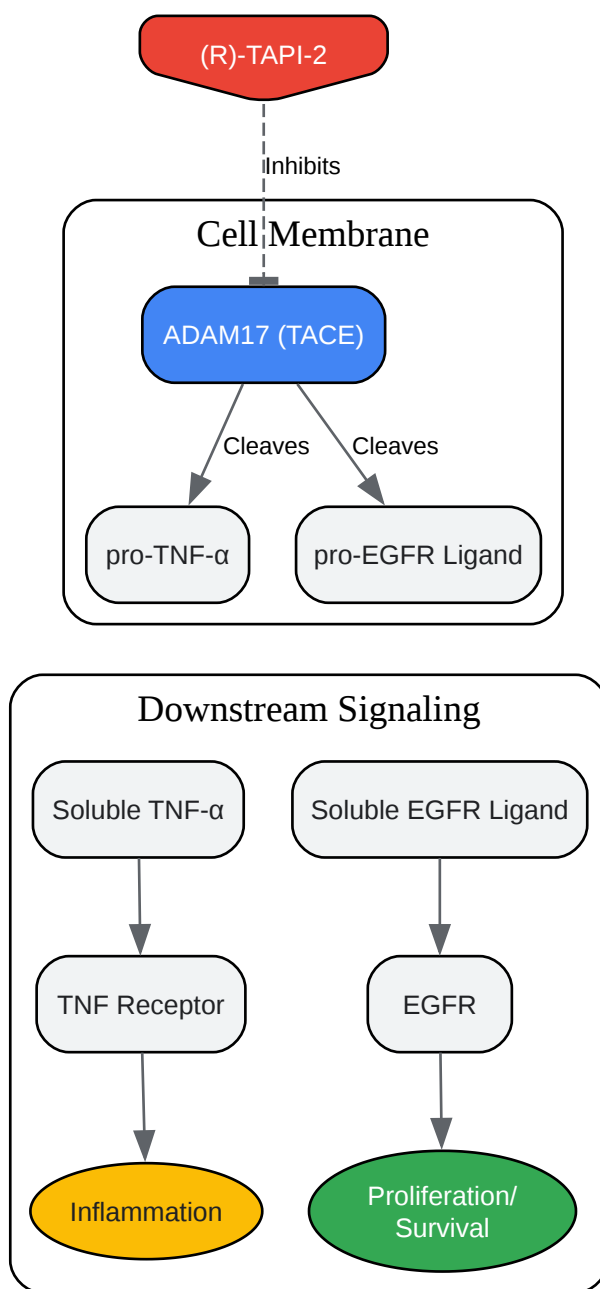 (R)-TAPI-2
Inhibits
Cell Membrane
ADAM17 (TACE)
Cleaves
Cleaves
pro-TNF-α
pro-EGFR Ligand
Downstream Signaling
Soluble TNF-α
Soluble EGFR Ligand
TNF Receptor
EGFR
Inflammation
Proliferation/
Survival